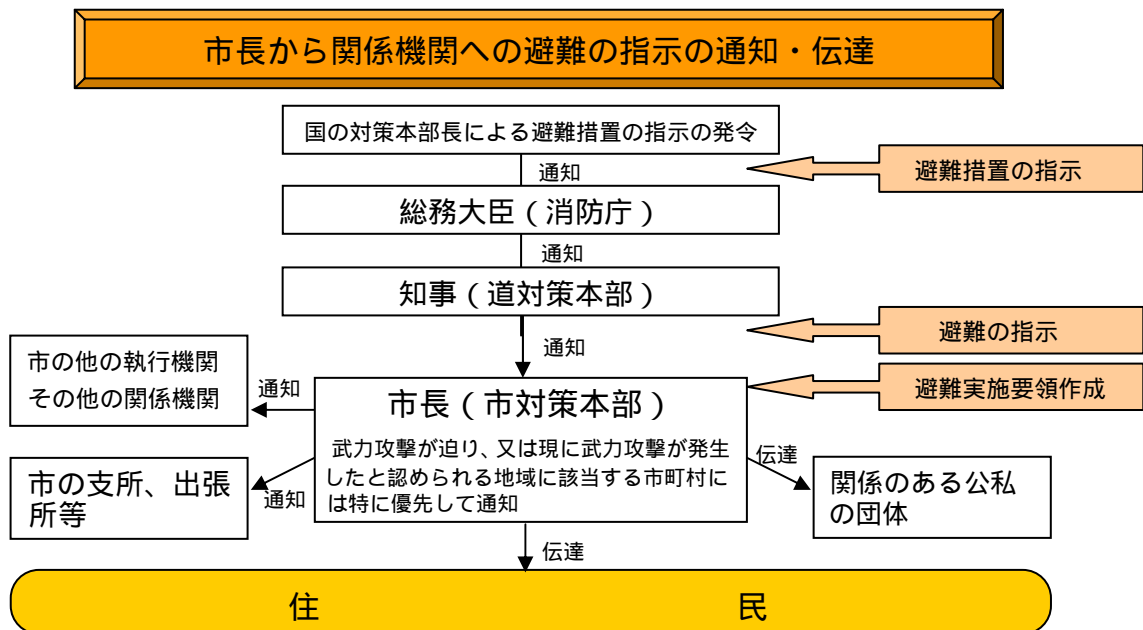 市長から関係機関への避難の指示の通知・伝達
国の対策本部長による避難措置の指示の発令
通知
避難措置の指示
総務大臣（消防庁）
通知
知事（道対策本部）
避難の指示
通知
市の他の執行機関
その他の関係機関
通知
避難実施要領作成
市長（市対策本部）
武力攻撃が迫り、又は現に武力攻撃が発生
したと認められる地域に該当する市町村に
は特に優先して通知
伝達
市の支所、出張
所等
通知
関係のある公私
の団体
伝達
住 民